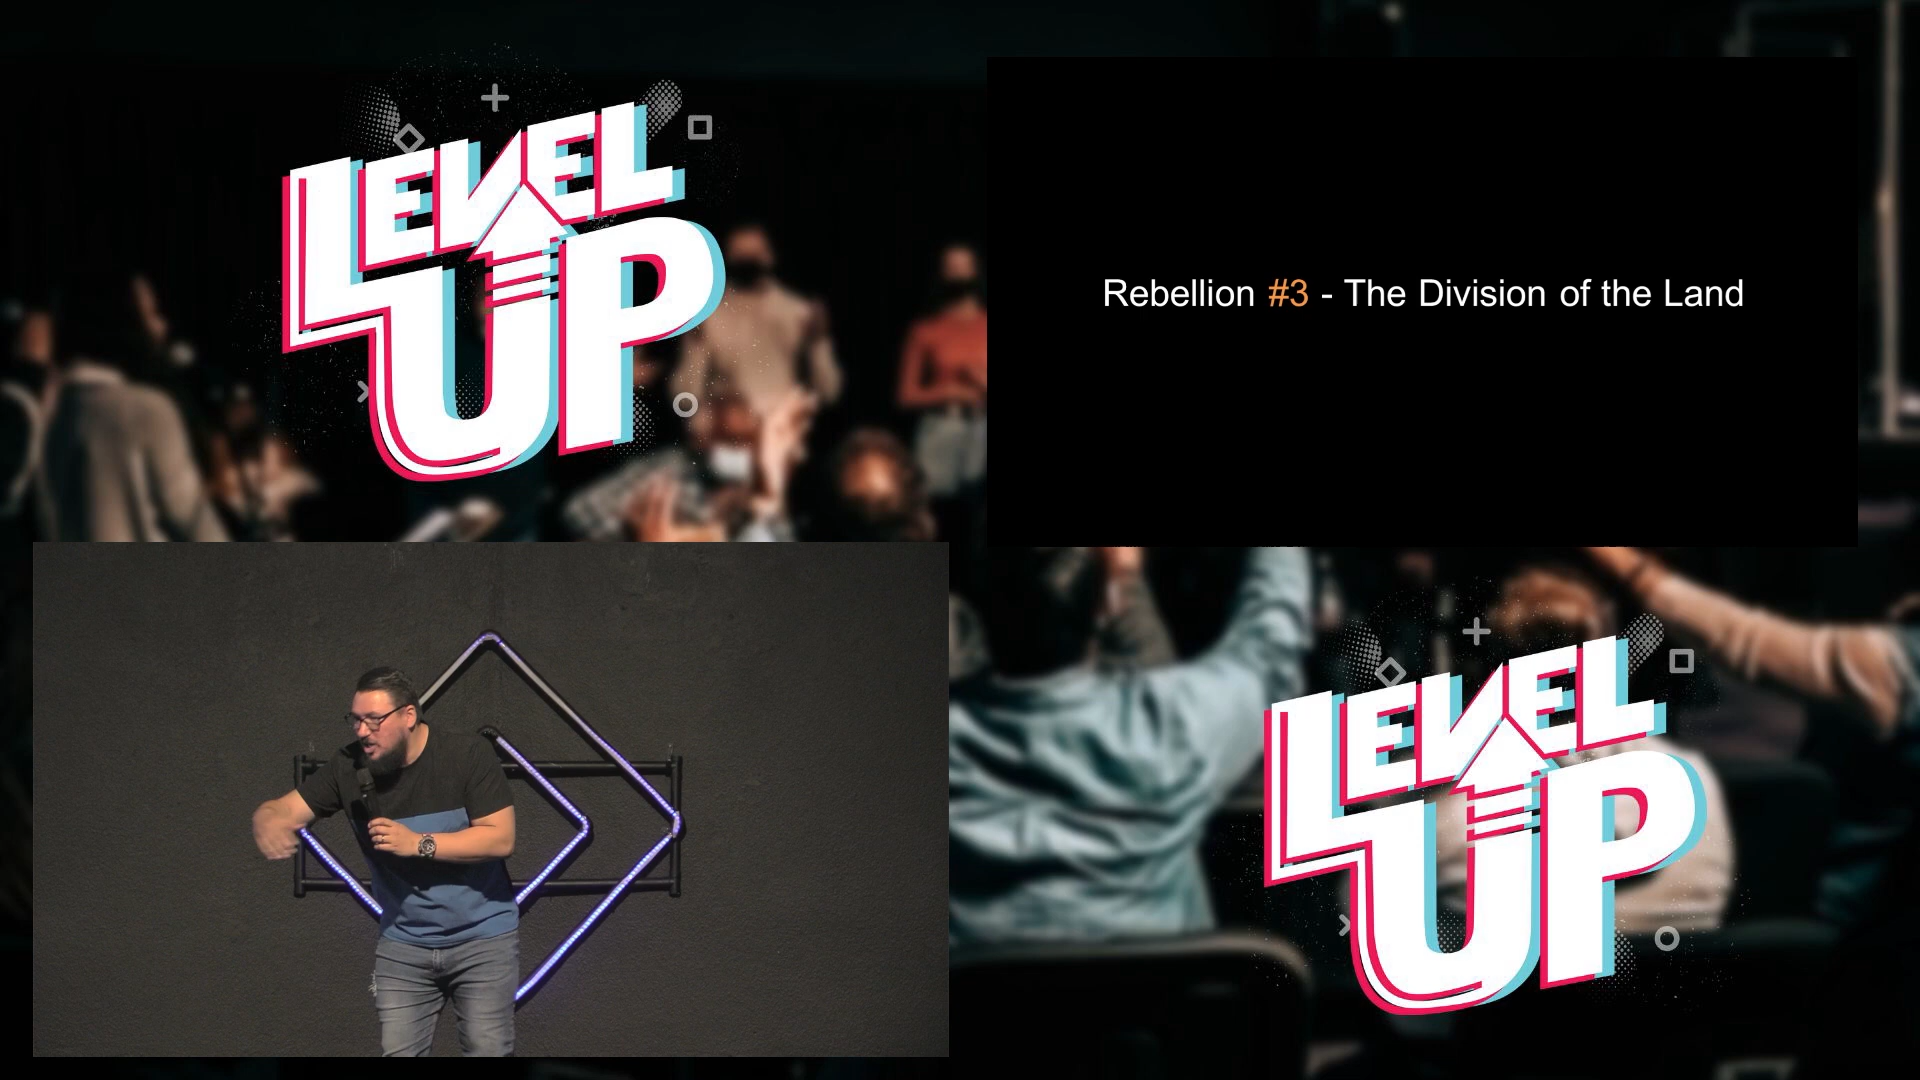 LEVEL
UP
Rebellion #3 - The Division of the Land
LEVEL
UP